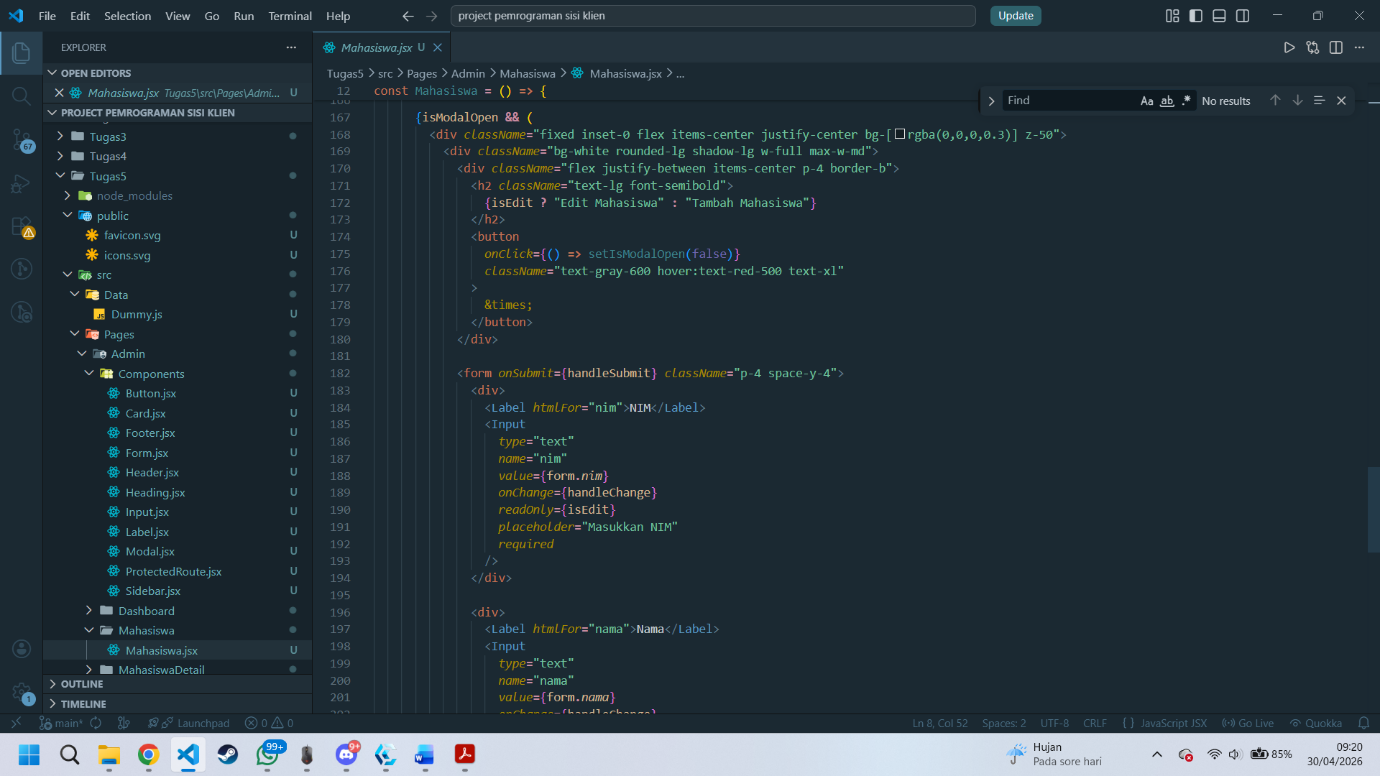 File Edit Selection View Go Run Terminal Help
project pemrograman sisi klien
Update
EXPLORER
OPEN EDITORS
Mahasiswa.jsx Tugas5\src\Pages\Admi... U
PROJECT PEMROGRAMAN SISI KLIEN
Tugas3
Tugas4
Tugas5
node_modules
public
favicon.svg U
icons.svg U
src
Data
Dummy.js U
Pages
Admin
Components
Button.jsx U
Card.jsx U
Footer.jsx U
Form.jsx U
Header.jsx U
Heading.jsx U
Input.jsx U
Label.jsx U
Modal.jsx U
ProtectedRoute.jsx U
Sidebar.jsx U
Dashboard
Mahasiswa
Mahasiswa.jsx U
MahasiswaDetail
OUTLINE
TIMELINE
67
1
Mahasiswa.jsx U
Tugas5 > src > Pages > Admin > Mahasiswa > Mahasiswa.jsx > ...
Find Aa ab .* No results
12 const Mahasiswa = () => {
166
167 {isModalOpen && (
168 <div className="fixed inset-0 flex items-center justify-center bg-[rgba(0,0,0,0.3)] z-50">
169 <div className="bg-white rounded-lg shadow-lg w-full max-w-md">
170 <div className="flex justify-between items-center p-4 border-b">
171 <h2 className="text-lg font-semibold">
172 {isEdit ? "Edit Mahasiswa" : "Tambah Mahasiswa"}
173 </h2>
174 <button
175 onClick={() => setIsModalOpen(false)}
176 className="text-gray-600 hover:text-red-500 text-xl"
177 >
178 &times;
179 </button>
180 </div>
181
182 <form onSubmit={handleSubmit} className="p-4 space-y-4">
183 <div>
184 <Label htmlFor="nim">NIM</Label>
185 <Input
186 type="text"
187 name="nim"
188 value={form.nim}
189 onChange={handleChange}
190 readOnly={isEdit}
191 placeholder="Masukkan NIM"
192 required
193 />
194 </div>
195
196 <div>
197 <Label htmlFor="nama">Nama</Label>
198 <Input
199 type="text"
200 name="nama"
201 value={form.nama}
202 onChange={handleChange}
main* Launchpad 0 0
Ln 8, Col 52 Spaces: 2 UTF-8 CRLF { } JavaScript JSX Go Live Quokka
99+
9+
Hujan
Pada sore hari
85%
09:20
30/04/2026